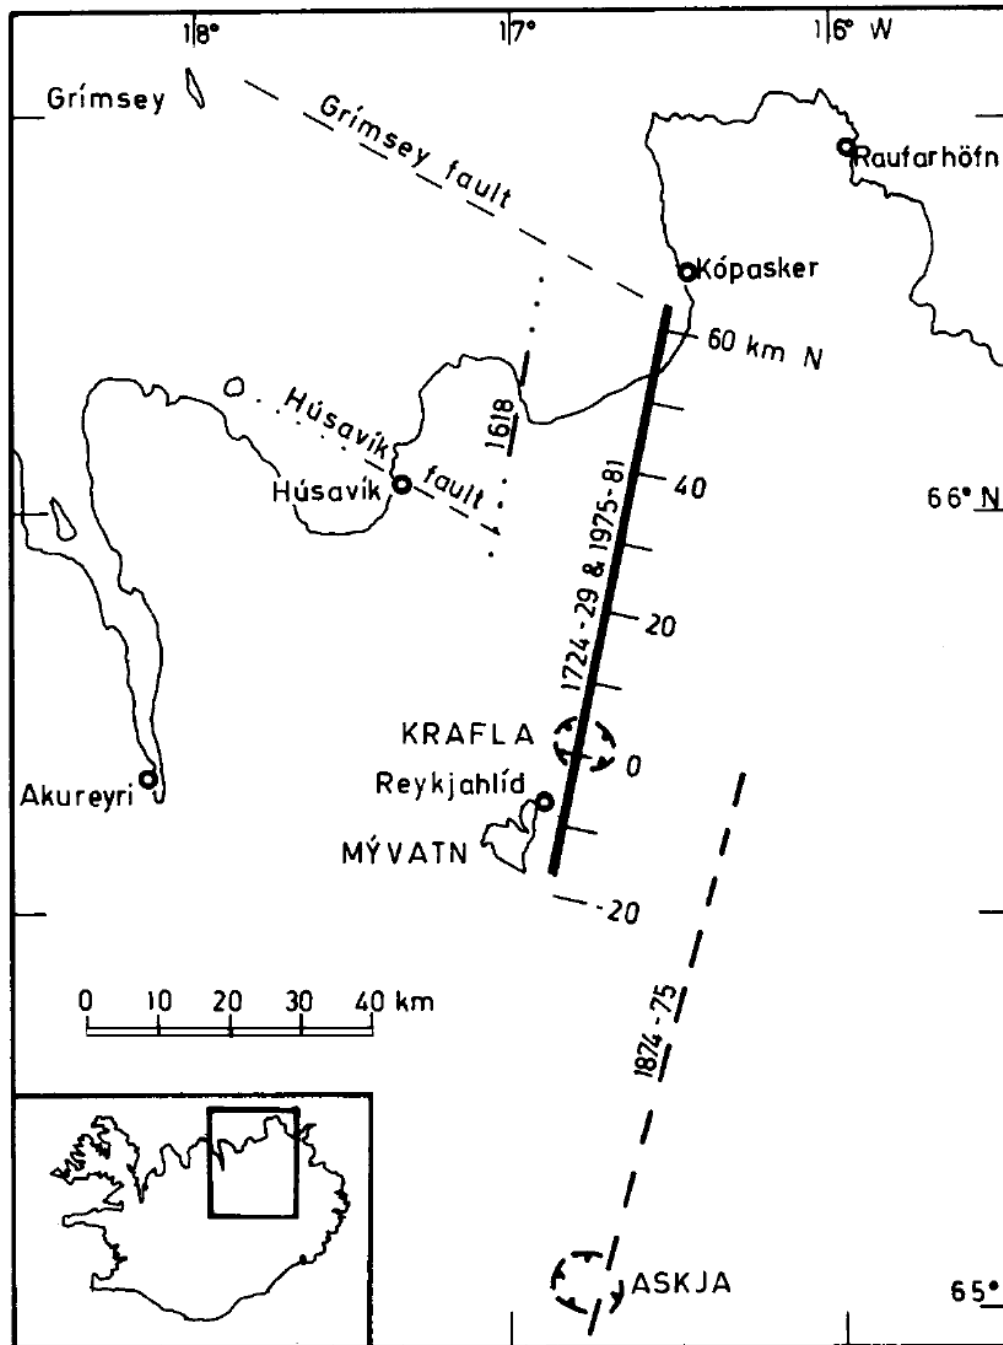 18° 17° 16° W
Grímsey
Grímsey fault
Raufarhöfn
Kópasker
60 km N
1618
Húsavík fault
Húsavík
40
66° N
1724-29 & 1975-81
20
KRAFLA
0
Reykjahlíd
Akureyri
MÝVATN
-20
0 10 20 30 40 km
1874-75
ASKJA
65°